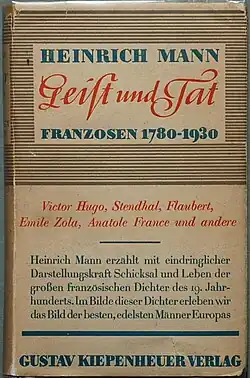 HEINRICH MANN
Geist und Tat
FRANZOSEN 1780-1930
Victor Hugo, Stendhal, Flaubert,
Emile Zola, Anatole France und andere
Heinrich Mann erzählt mit eindringlicher
Darstellungskraft Schicksal und Leben der
großen französischen Dichter des 19. Jahr-
hunderts. Im Bilde dieser Dichter erleben wir
das Bild der besten, edelsten Männer Europas
GUSTAV KIEPENHEUER VERLAG